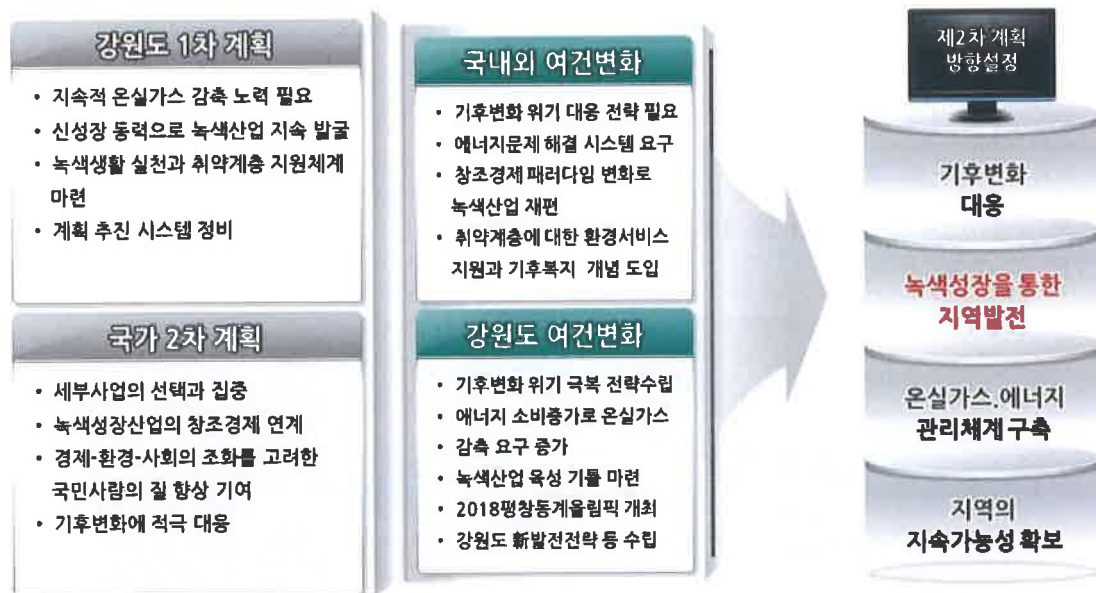 강원도 1차 계획
• 지속적 온실가스 감축 노력 필요
• 신성장 동력으로 녹색산업 지속 발굴
• 녹색생활 실천과 취약계층 지원체계
마련
• 계획 추진 시스템 정비
국가 2차 계획
• 세부사업의 선택과 집중
• 녹색성장산업의 창조경제 연계
• 경제-환경-사회의 조화를 고려한
국민사람의 질 향상 기여
• 기후변화에 적극 대응
국내외 여건변화
• 기후변화 위기 대응 전략 필요
• 에너지문제 해결 시스템 요구
• 창조경제 패러다임 변화로
녹색산업 재편
• 취약계층에 대한 환경서비스
지원과 기후복지 개념 도입
강원도 여건변화
• 기후변화 위기 극복 전략수립
• 에너지 소비증가로 온실가스
• 감축 요구 증가
• 녹색산업 육성 기틀 마련
• 2018평창동계올림픽 개최
• 강원도 新발전전략 등 수립
제2차 계획
방향설정
기후변화
대응
녹색성장을 통한
지역발전
온실가스.에너지
관리체계 구축
지역의
지속가능성 확보